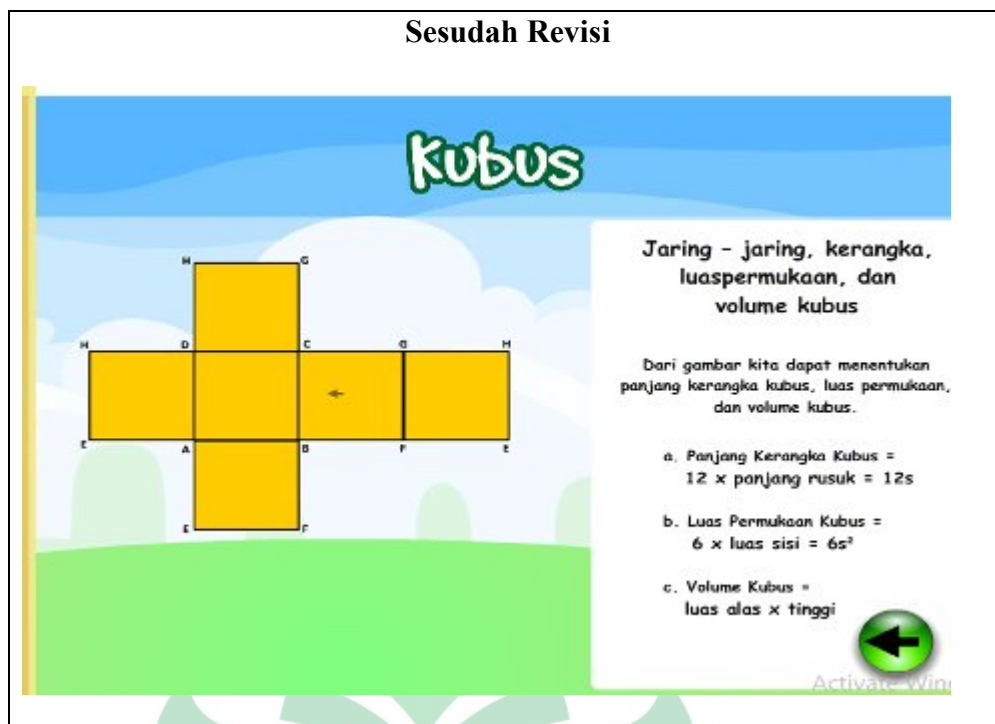 Sesudah Revisi
Kubus
Jaring - jaring, kerangka,
luaspermukaan, dan
volume kubus
H G
H D C G H
E A B F E
E F
Dari gambar kita dapat menentukan
panjang kerangka kubus, luas permukaan,
dan volume kubus.
a. Panjang Kerangka Kubus =
12 x panjang rusuk = 12s
b. Luas Permukaan Kubus =
6 x luas sisi = 6s²
c. Volume Kubus =
luas alas x tinggi
Activate Win